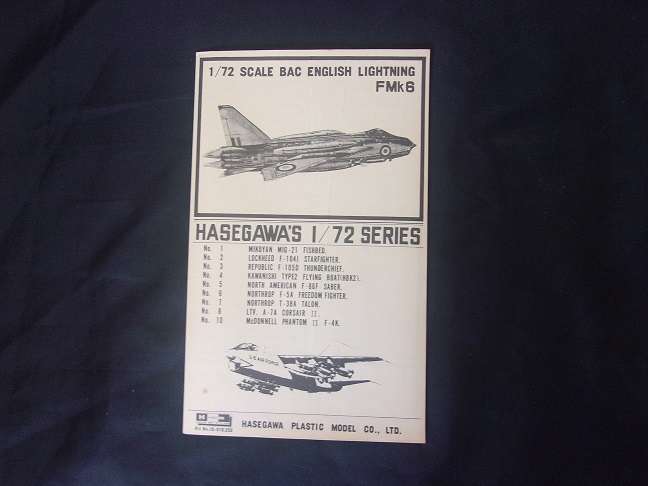 1/72 SCALE BAC ENGLISH LIGHTNING
FMk6
HASEGAWA'S 1/72 SERIES
No. 1 MIKOYAN MIG-21 FISHBED.
No. 2 LOCKHEED F-104J STARFIGHTER.
No. 3 REPUBLIC F-105D THUNDERCHIEF.
No. 4 KAWANISHI TYPE2 FLYING BOAT(H8K2).
No. 5 NORTH AMERICAN F-86F SABER.
No. 6 NORTHROP F-5A FREEDOM FIGHTER.
No. 7 NORTHROP T-38A TALON.
No. 8 LTV. A-7A CORSAIR II.
No. 10 McDONNELL PHANTOM II F-4K.
U.S. AIR FORCE
HASEGAWA PLASTIC MODEL CO., LTD.